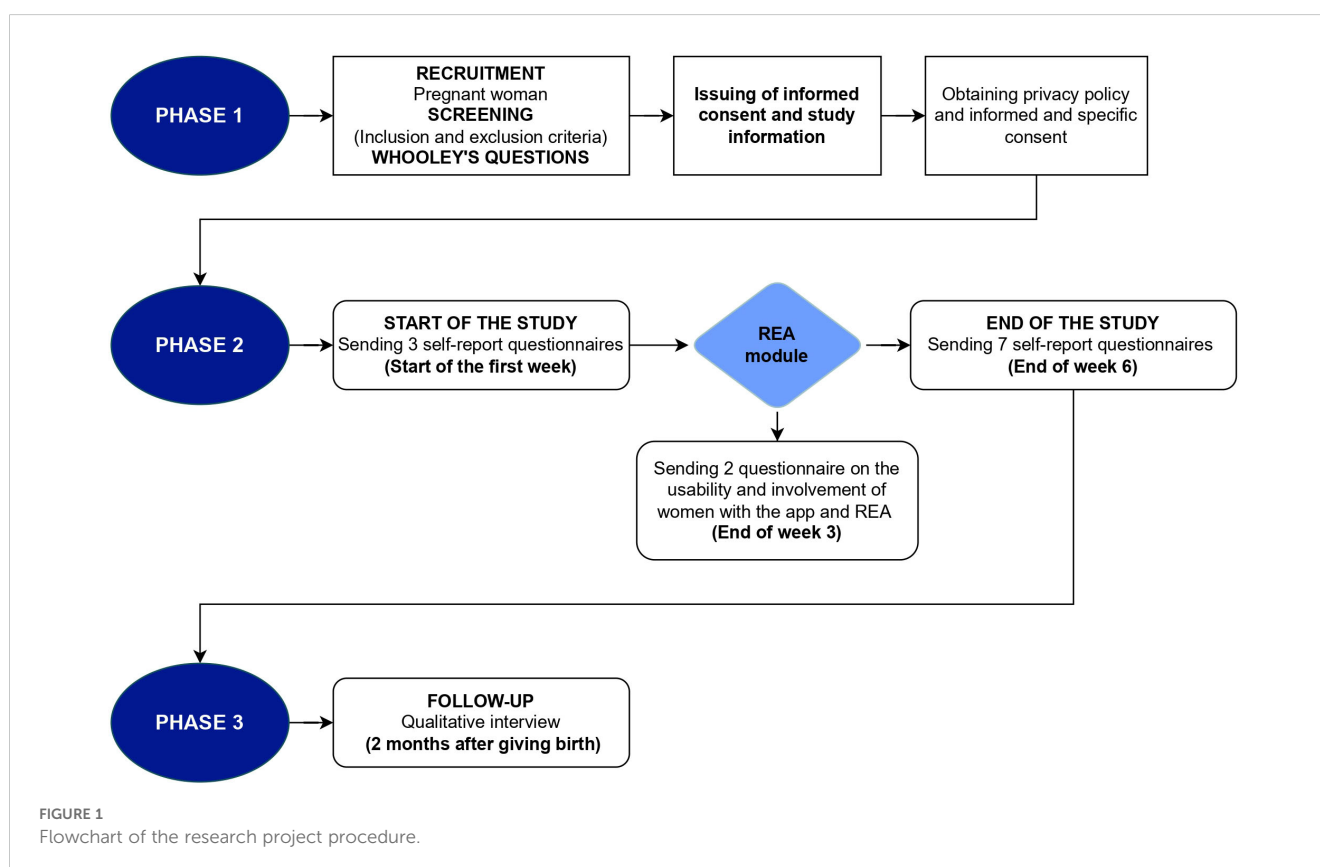 PHASE 1
RECRUITMENT
Pregnant woman
SCREENING
(Inclusion and exclusion criteria)
WHOOLEY'S QUESTIONS
Issuing of informed
consent and study
information
Obtaining privacy policy
and informed and specific
consent
PHASE 2
START OF THE STUDY
Sending 3 self-report questionnaires
(Start of the first week)
REA
module
END OF THE STUDY
Sending 7 self-report questionnaires
(End of week 6)
Sending 2 questionnaire on the
usability and involvement of
women with the app and REA
(End of week 3)
PHASE 3
FOLLOW-UP
Qualitative interview
(2 months after giving birth)
FIGURE 1
Flowchart of the research project procedure.